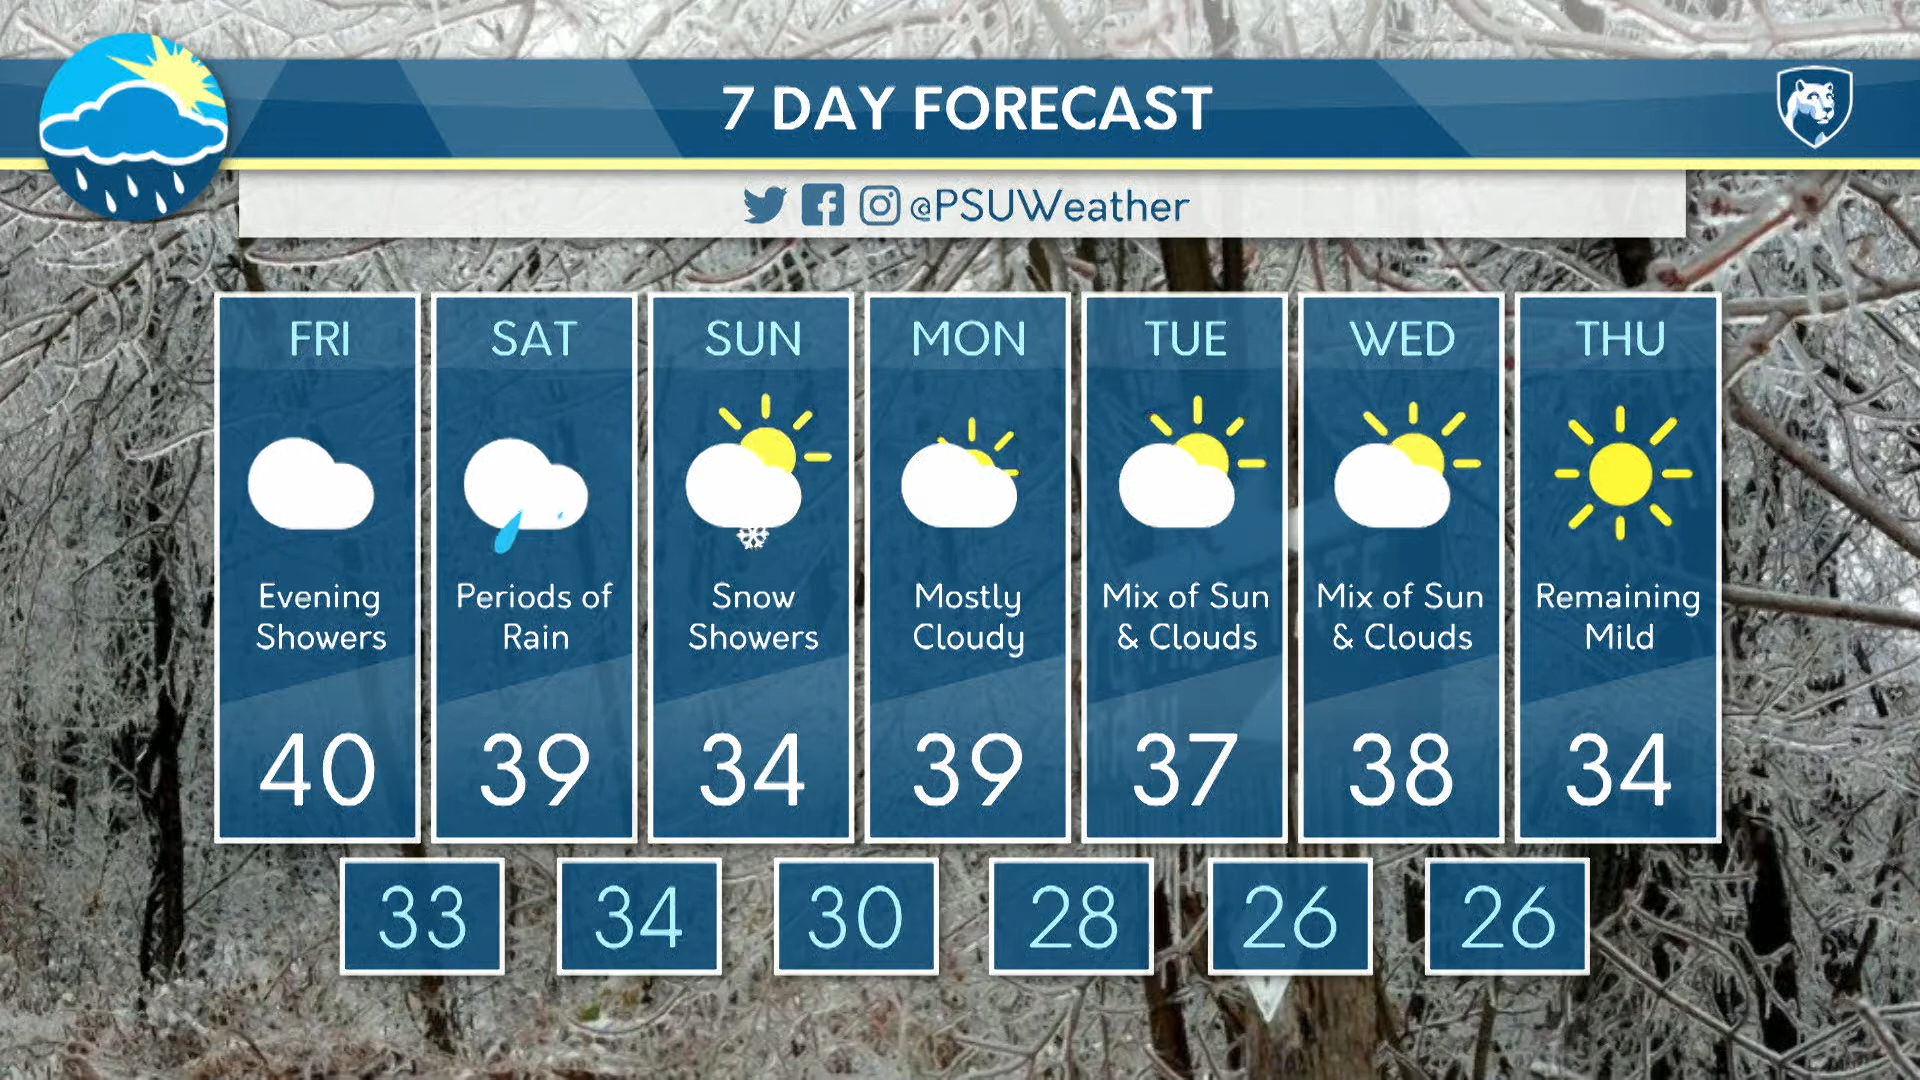 7 DAY FORECAST
@PSUWeather
FRI SAT SUN MON TUE WED THU
Evening Periods of Snow Mostly Mix of Sun Mix of Sun Remaining
Showers Rain Showers Cloudy & Clouds & Clouds Mild
40 39 34 39 37 38 34
33 34 30 28 26 26